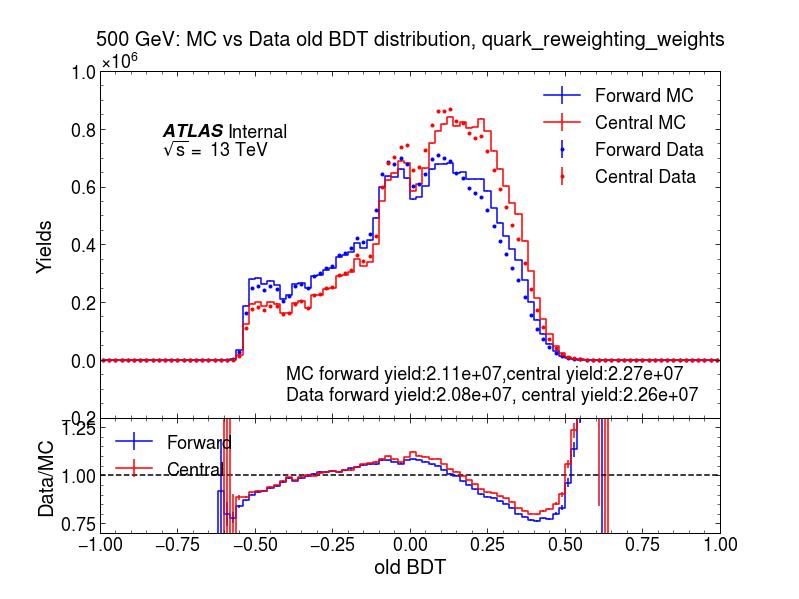 500 GeV: MC vs Data old BDT distribution, quark_reweighting_weights
×10⁶
1.0
0.8
0.6
0.4
0.2
0.0
0.2
Yields
ATLAS Internal
√s = 13 TeV
Forward MC
Central MC
Forward Data
Central Data
MC forward yield:2.11e+07,central yield:2.27e+07
Data forward yield:2.08e+07, central yield:2.26e+07
1.25
1.00
0.75
Data/MC
Forward
Central
−1.00 −0.75 −0.50 −0.25 0.00 0.25 0.50 0.75 1.00
old BDT